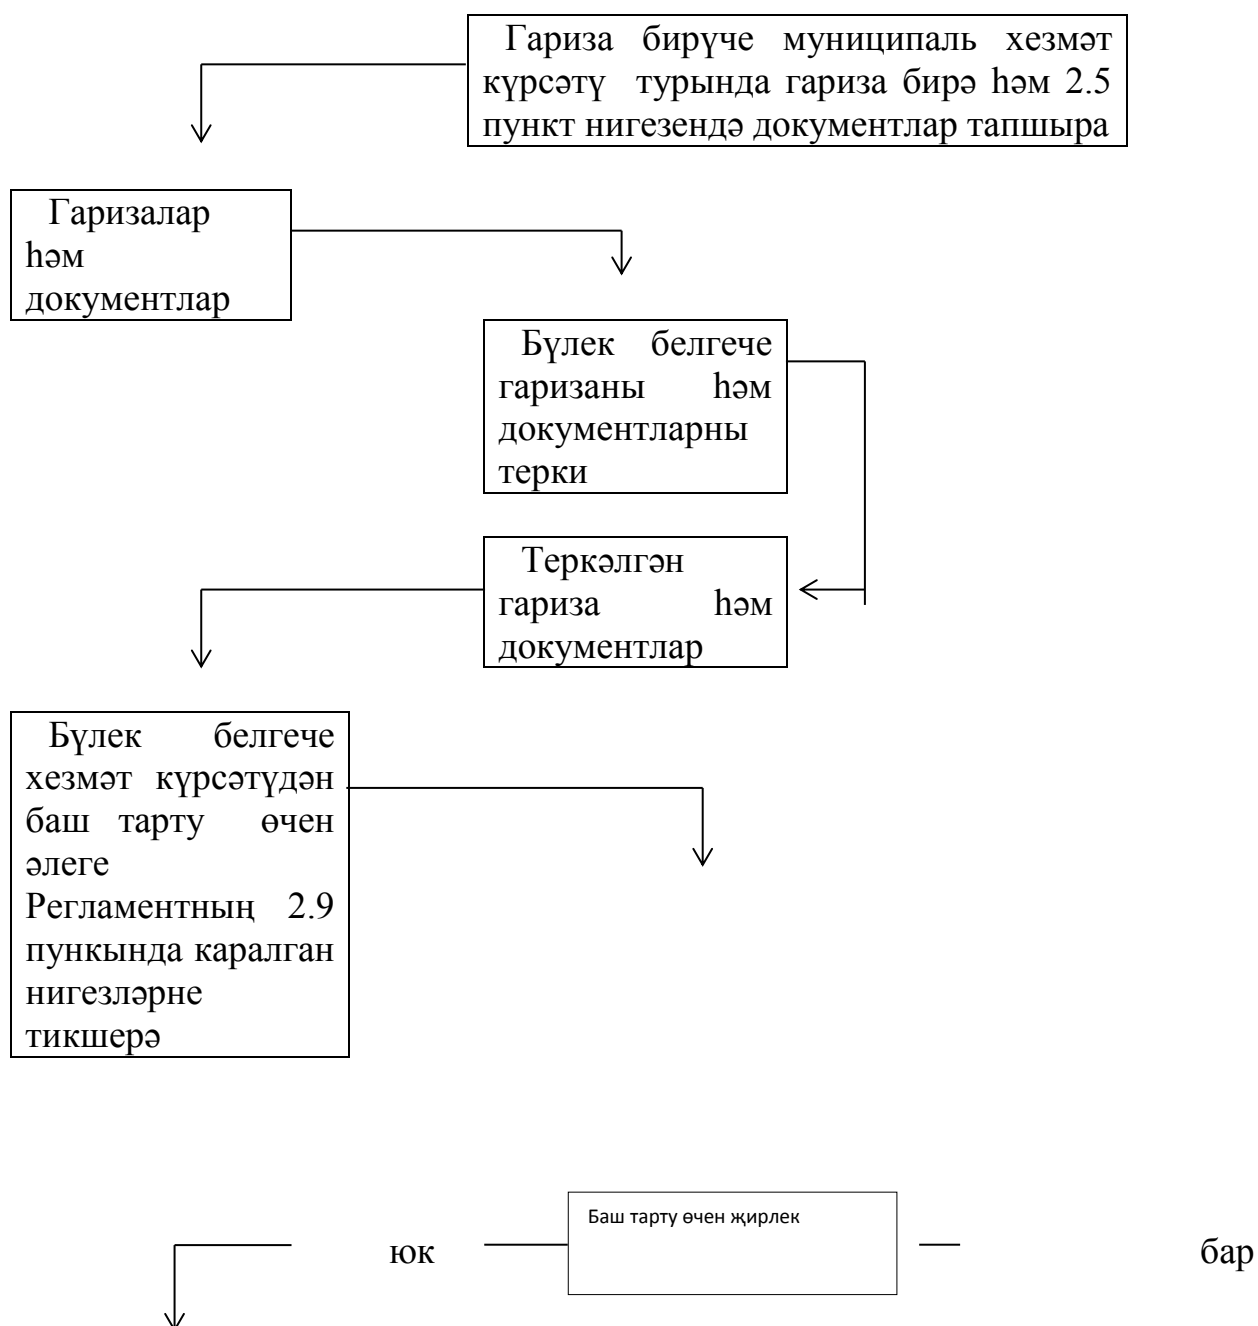 Гариза бирүче муниципаль хезмәт
күрсәтү турында гариза бирә һәм 2.5
пункт нигезендә документлар тапшыра
Гаризалар
һәм
документлар
Бүлек белгече
гаризаны һәм
документларны
терки
Теркәлгән
гариза һәм
документлар
Бүлек белгече
хезмәт күрсәтүдән
баш тарту өчен
әлеге
Регламентның 2.9
пункында каралган
нигезләрне
тикшерә
Баш тарту өчен җирлек
юк
бар